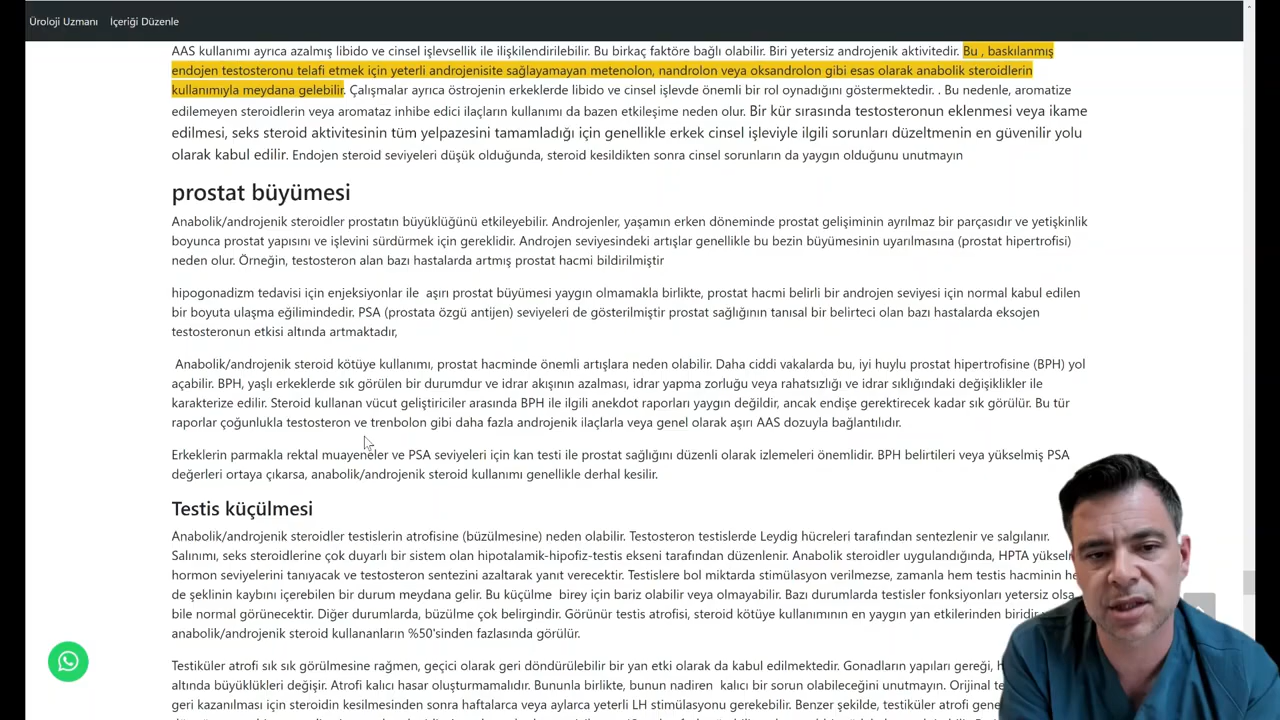 Üroloji Uzmanı İçeriği Düzenle
AAS kullanımı ayrıca azalmış libido ve cinsel işlevsellik ile ilişkilendirilebilir. Bu birkaç faktöre bağlı olabilir. Biri yetersiz androjenik aktivitedir. Bu , baskılanmış
endojen testosteronu telafi etmek için yeterli androjenisite sağlayamayan metenolon, nandrolon veya oksandrolon gibi esas olarak anabolik steroidlerin
kullanımıyla meydana gelebilir. Çalışmalar ayrıca östrojenin erkeklerde libido ve cinsel işlevde önemli bir rol oynadığını göstermektedir. . Bu nedenle, aromatize
edilemeyen steroidlerin veya aromataz inhibe edici ilaçların kullanımı da bazen etkileşime neden olur. Bir kür sırasında testosteronun eklenmesi veya ikame
edilmesi, seks steroid aktivitesinin tüm yelpazesini tamamladığı için genellikle erkek cinsel işleviyle ilgili sorunları düzeltmenin en güvenilir yolu
olarak kabul edilir. Endojen steroid seviyeleri düşük olduğunda, steroid kesildikten sonra cinsel sorunların da yaygın olduğunu unutmayın
prostat büyümesi
Anabolik/androjenik steroidler prostatın büyüklüğünü etkileyebilir. Androjenler, yaşamın erken döneminde prostat gelişiminin ayrılmaz bir parçasıdır ve yetişkinlik
boyunca prostat yapısını ve işlevini sürdürmek için gereklidir. Androjen seviyesindeki artışlar genellikle bu bezin büyümesinin uyarılmasına (prostat hipertrofisi)
neden olur. Örneğin, testosteron alan bazı hastalarda artmış prostat hacmi bildirilmiştir
hipogonadizm tedavisi için enjeksiyonlar ile aşırı prostat büyümesi yaygın olmamakla birlikte, prostat hacmi belirli bir androjen seviyesi için normal kabul edilen
bir boyuta ulaşma eğilimindedir. PSA (prostata özgü antijen) seviyeleri de gösterilmiştir prostat sağlığının tanısal bir belirteci olan bazı hastalarda eksojen
testosteronun etkisi altında artmaktadır,
Anabolik/androjenik steroid kötüye kullanımı, prostat hacminde önemli artışlara neden olabilir. Daha ciddi vakalarda bu, iyi huylu prostat hipertrofisine (BPH) yol
açabilir. BPH, yaşlı erkeklerde sık görülen bir durumdur ve idrar akışının azalması, idrar yapma zorluğu veya rahatsızlığı ve idrar sıklığındaki değişiklikler ile
karakterize edilir. Steroid kullanan vücut geliştiriciler arasında BPH ile ilgili anekdot raporları yaygın değildir, ancak endişe gerektirecek kadar sık görülür. Bu tür
raporlar çoğunlukla testosteron ve trenbolon gibi daha fazla androjenik ilaçlarla veya genel olarak aşırı AAS dozuyla bağlantılıdır.
Erkeklerin parmakla rektal muayeneler ve PSA seviyeleri için kan testi ile prostat sağlığını düzenli olarak izlemeleri önemlidir. BPH belirtileri veya yükselmiş PSA
değerleri ortaya çıkarsa, anabolik/androjenik steroid kullanımı genellikle derhal kesilir.
Testis küçülmesi
Anabolik/androjenik steroidler testislerin atrofisine (büzülmesine) neden olabilir. Testosteron testislerde Leydig hücreleri tarafından sentezlenir ve salgılanır.
Salınımı, seks steroidlerine çok duyarlı bir sistem olan hipotalamik-hipofiz-testis ekseni tarafından düzenlenir. Anabolik steroidler uygulandığında, HPTA
hormon seviyelerini tanıyacak ve testosteron sentezini azaltarak yanıt verecektir. Testislere bol miktarda stimülasyon verilmezse, zamanla hem testis hacminin
de şeklinin kaybını içerebilen bir durum meydana gelir. Bu küçülme birey için bariz olabilir veya olmayabilir. Bazı durumlarda testisler fonksiyonları yetersiz olsa
bile normal görünecektir. Diğer durumlarda, büzülme çok belirgindir. Görünür testis atrofisi, steroid kötüye kullanımının en yaygın yan etkilerinden biridir
anabolik/androjenik steroid kullananların %50'sinden fazlasında görülür.
Testiküler atrofi sık sık görülmesine rağmen, geçici olarak geri döndürülebilir bir yan etki olarak da kabul edilmektedir. Gonadların yapıları gereği,
altında büyüklükleri değişir. Atrofi kalıcı hasar oluşturmamalıdır. Bununla birlikte, bunun nadiren kalıcı bir sorun olabileceğini unutmayın. Orijinal
geri kazanılması için steroidin kesilmesinden sonra haftalarca veya aylarca yeterli LH stimülasyonu gerekebilir. Benzer şekilde, testiküler atrofi